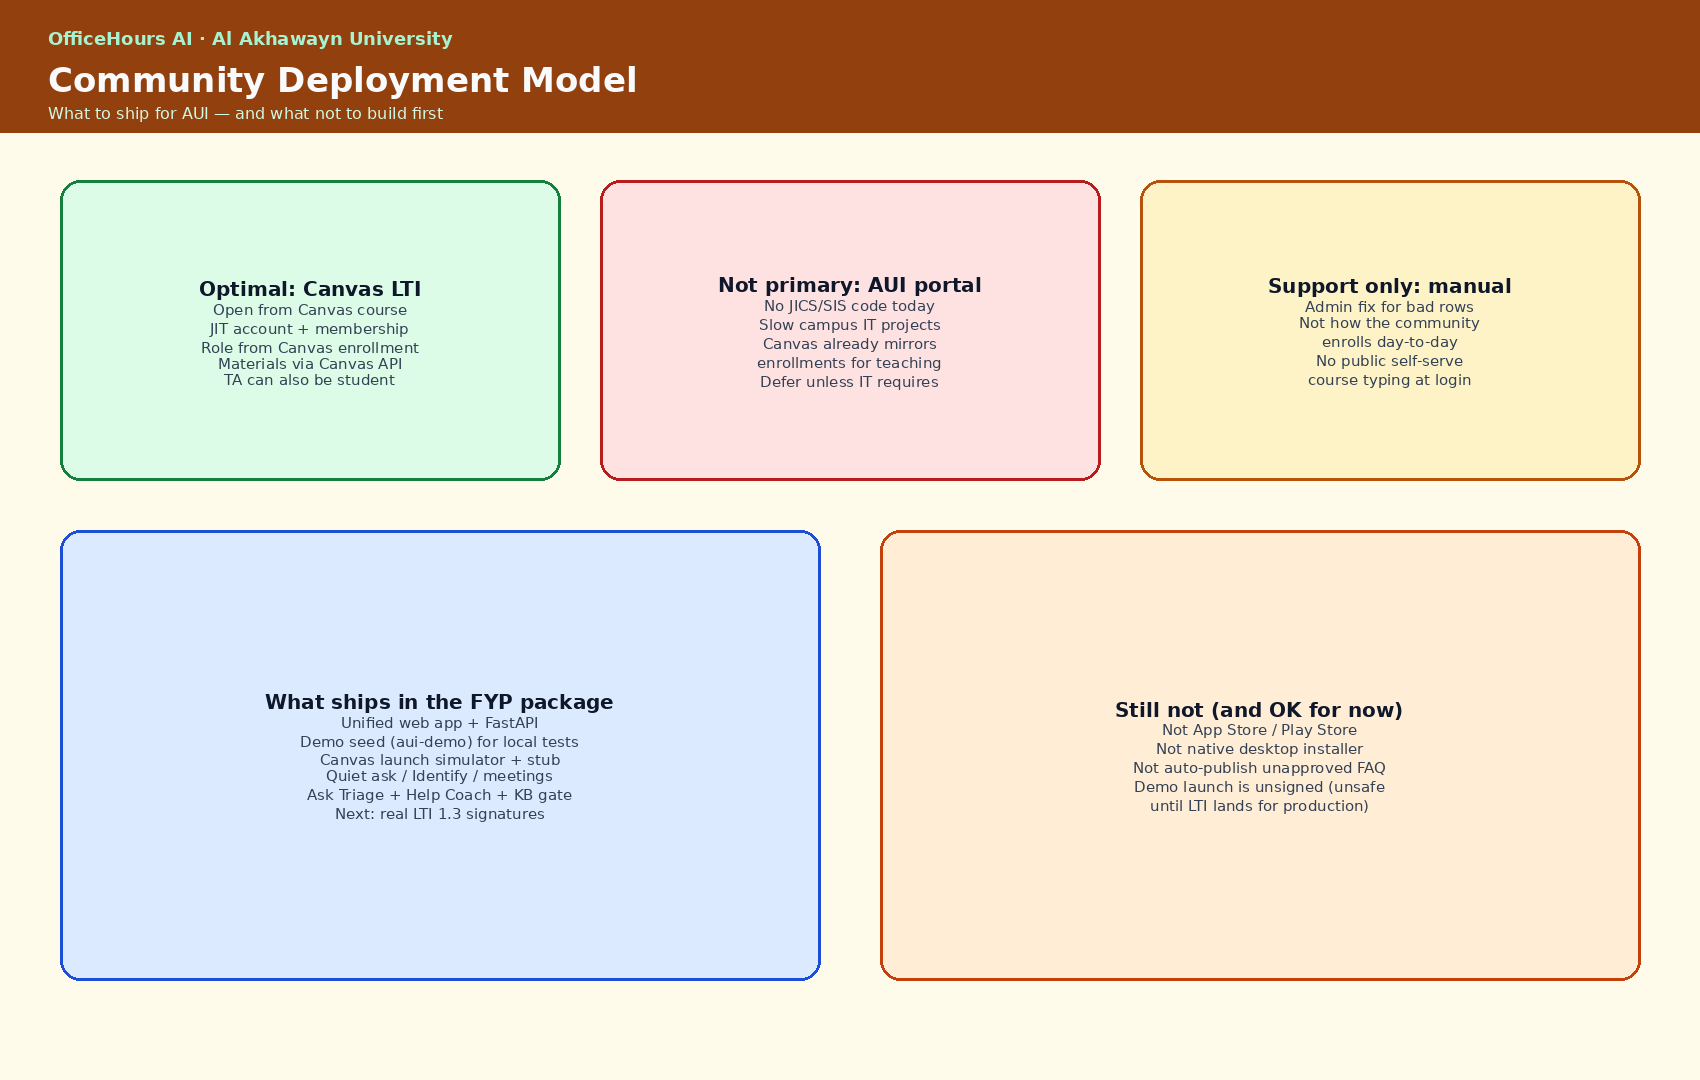 OfficeHours AI · Al Akhawayn University
Community Deployment Model
What to ship for AUI — and what not to build first
Optimal: Canvas LTI
Open from Canvas course
JIT account + membership
Role from Canvas enrollment
Materials via Canvas API
TA can also be student
Not primary: AUI portal
No JICS/SIS code today
Slow campus IT projects
Canvas already mirrors
enrollments for teaching
Defer unless IT requires
Support only: manual
Admin fix for bad rows
Not how the community
enrolls day-to-day
No public self-serve
course typing at login
What ships in the FYP package
Unified web app + FastAPI
Demo seed (aui-demo) for local tests
Canvas launch simulator + stub
Quiet ask / Identify / meetings
Ask Triage + Help Coach + KB gate
Next: real LTI 1.3 signatures
Still not (and OK for now)
Not App Store / Play Store
Not native desktop installer
Not auto-publish unapproved FAQ
Demo launch is unsigned (unsafe
until LTI lands for production)